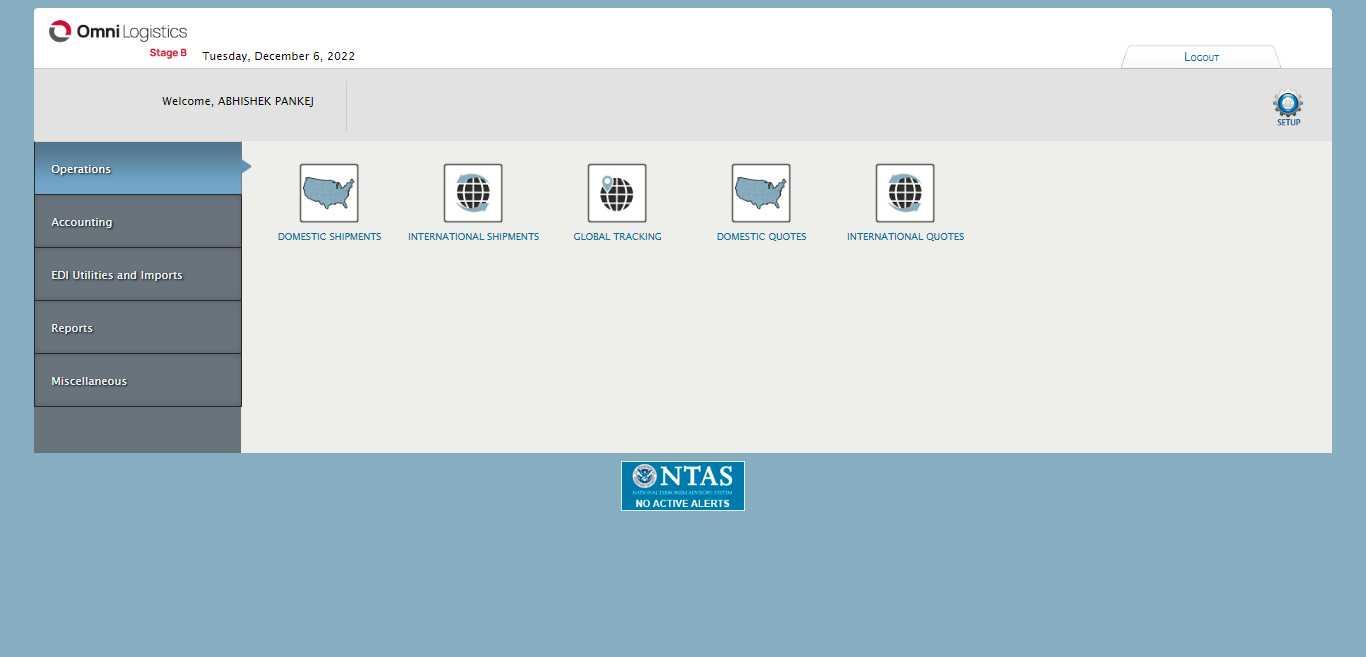 Omni Logistics
Stage B
Tuesday, December 6, 2022
Logout
Welcome, ABHISHEK PANKEJ
SETUP
Operations
Accounting
EDI Utilities and Imports
Reports
Miscellaneous
DOMESTIC SHIPMENTS
INTERNATIONAL SHIPMENTS
GLOBAL TRACKING
DOMESTIC QUOTES
INTERNATIONAL QUOTES
NTAS
NATIONAL TERRORISM ADVISORY SYSTEM
NO ACTIVE ALERTS